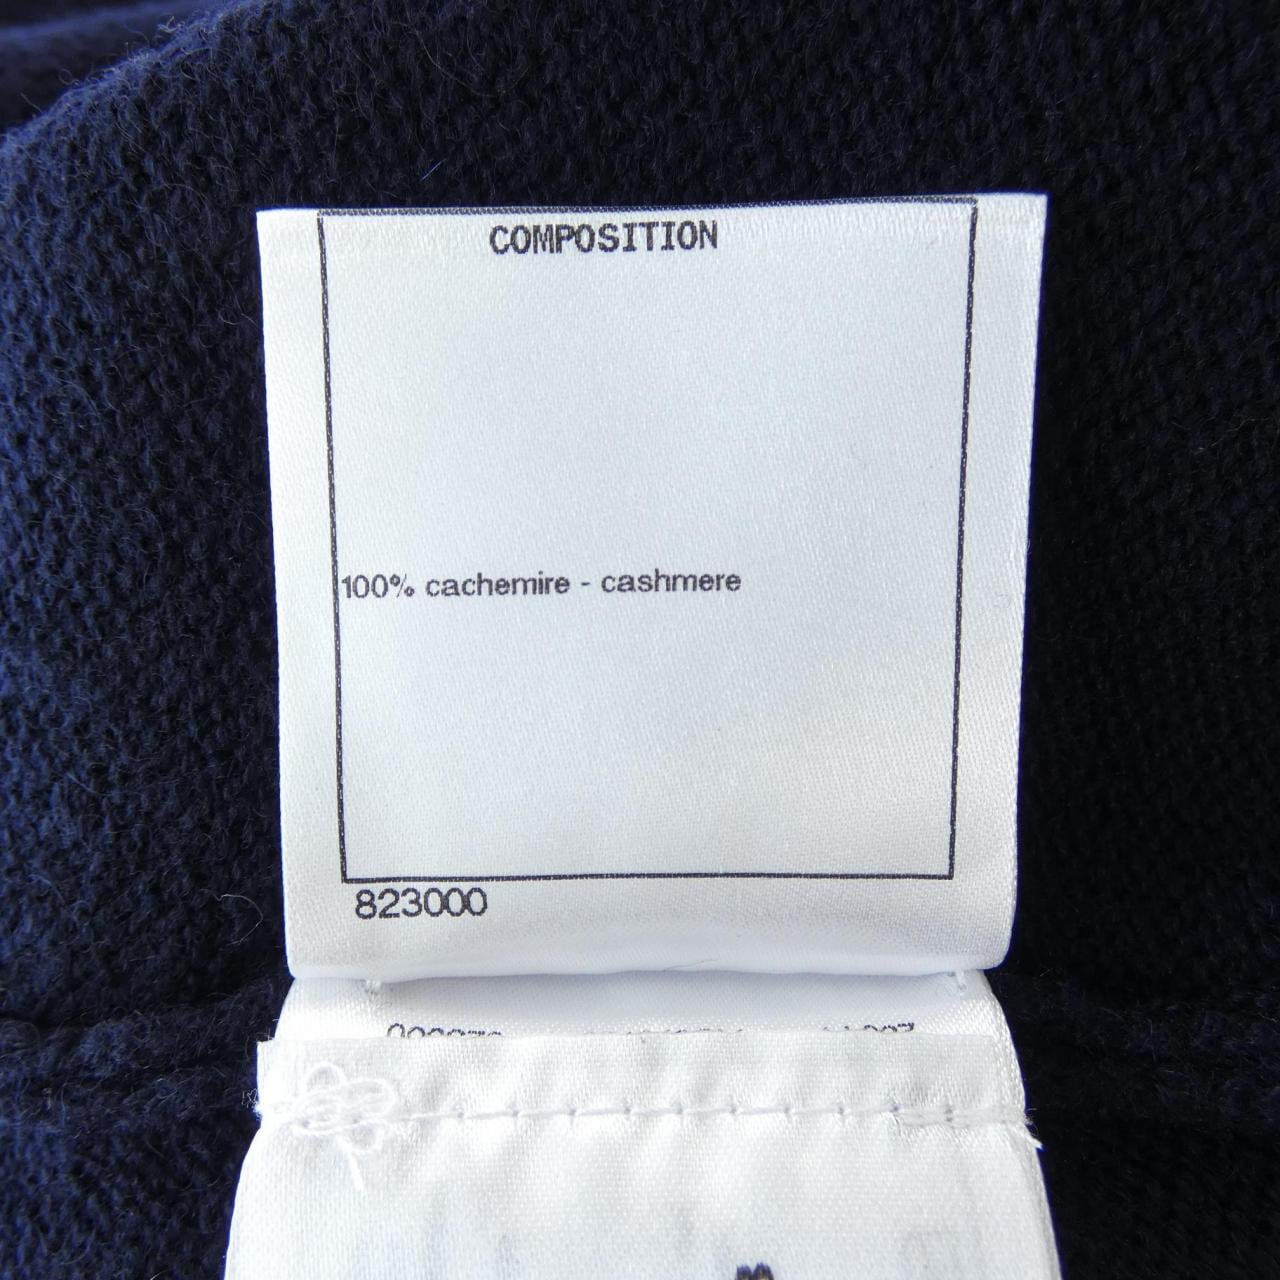 COMPOSITION
100% cachemire - cashmere
823000